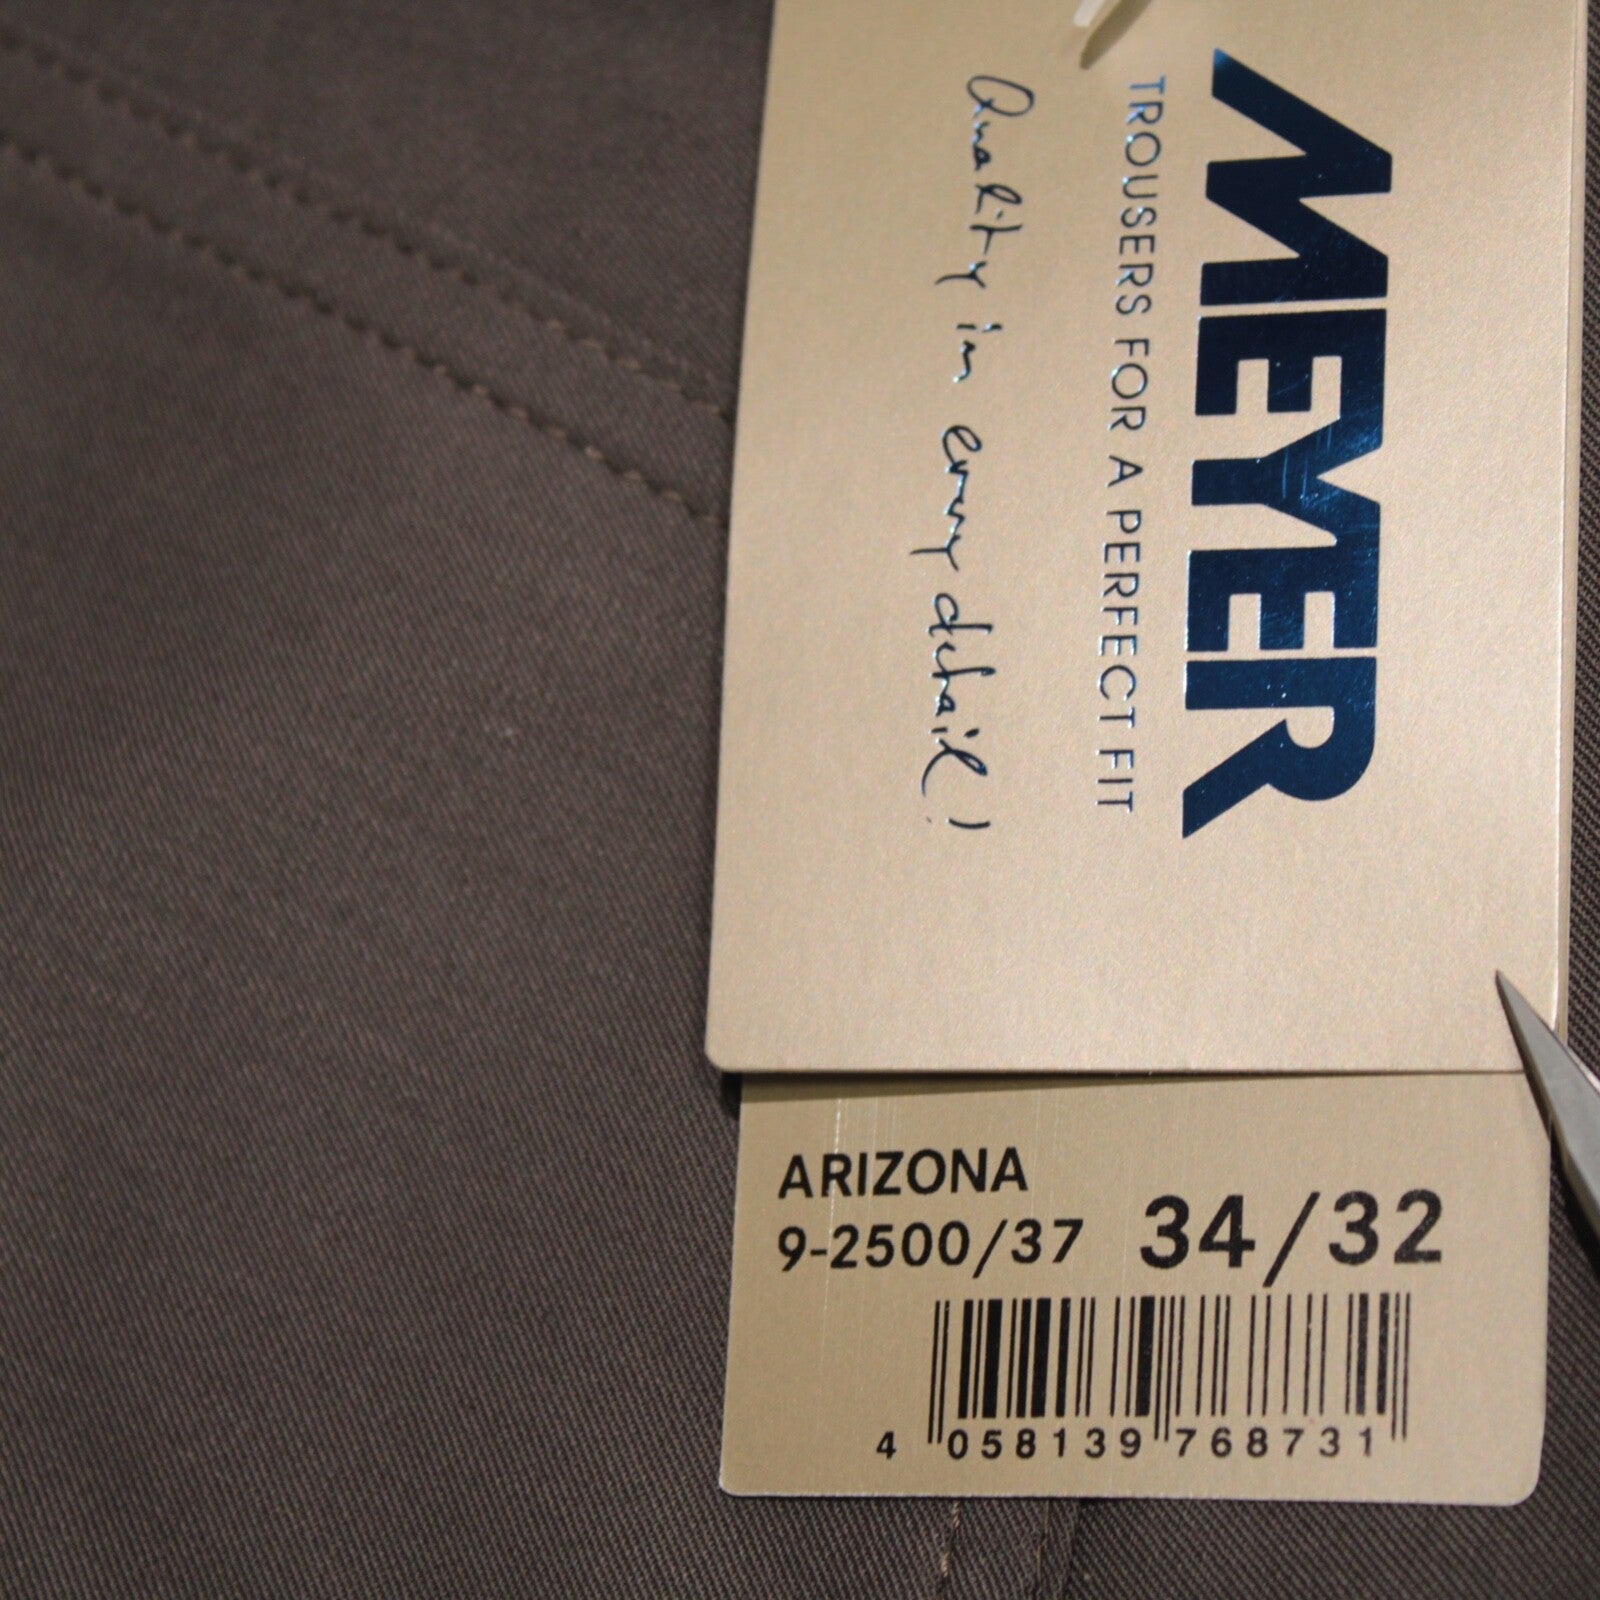 MEYER
TROUSERS FOR A PERFECT FIT
Quality in every detail!
ARIZONA
9-2500/37 34/32
4 058139 768731